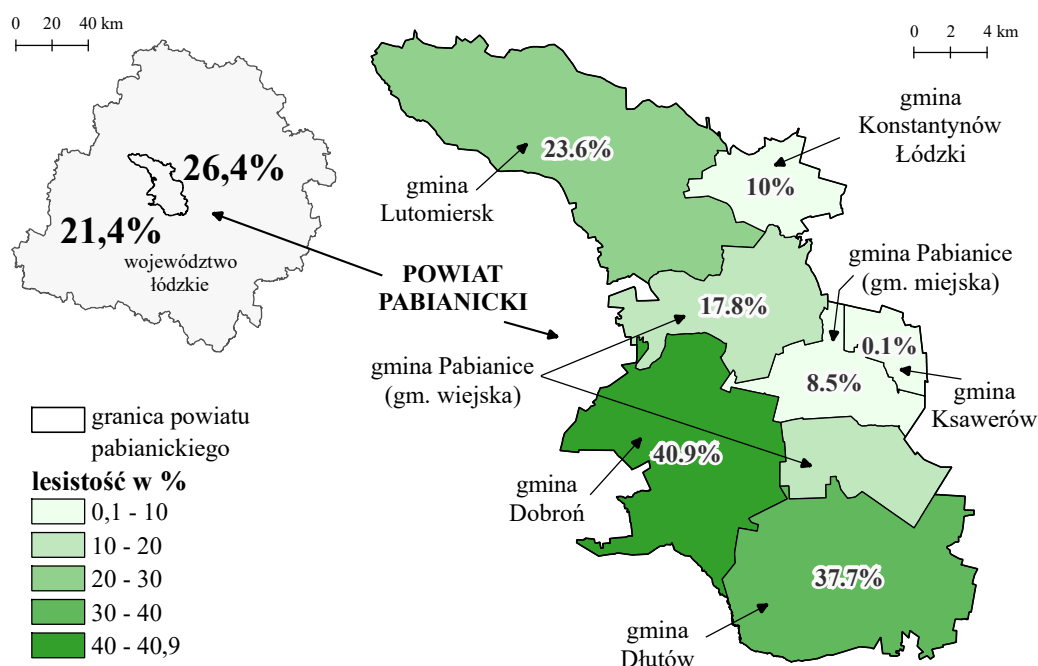 0 20 40 km
0 2 4 km
26,4%
21,4%
województwo
łódzkie
POWIAT
PABIANICKI
gmina
Konstantynów
Łódzki
23.6%
10%
gmina
Lutomiersk
gmina Pabianice
(gm. miejska)
17.8%
0.1%
8.5%
gmina Pabianice
(gm. wiejska)
gmina
Ksawerów
40.9%
gmina
Dobroń
37.7%
gmina
Dłutów
granica powiatu
pabianickiego
lesistość w %
0,1 - 10
10 - 20
20 - 30
30 - 40
40 - 40,9